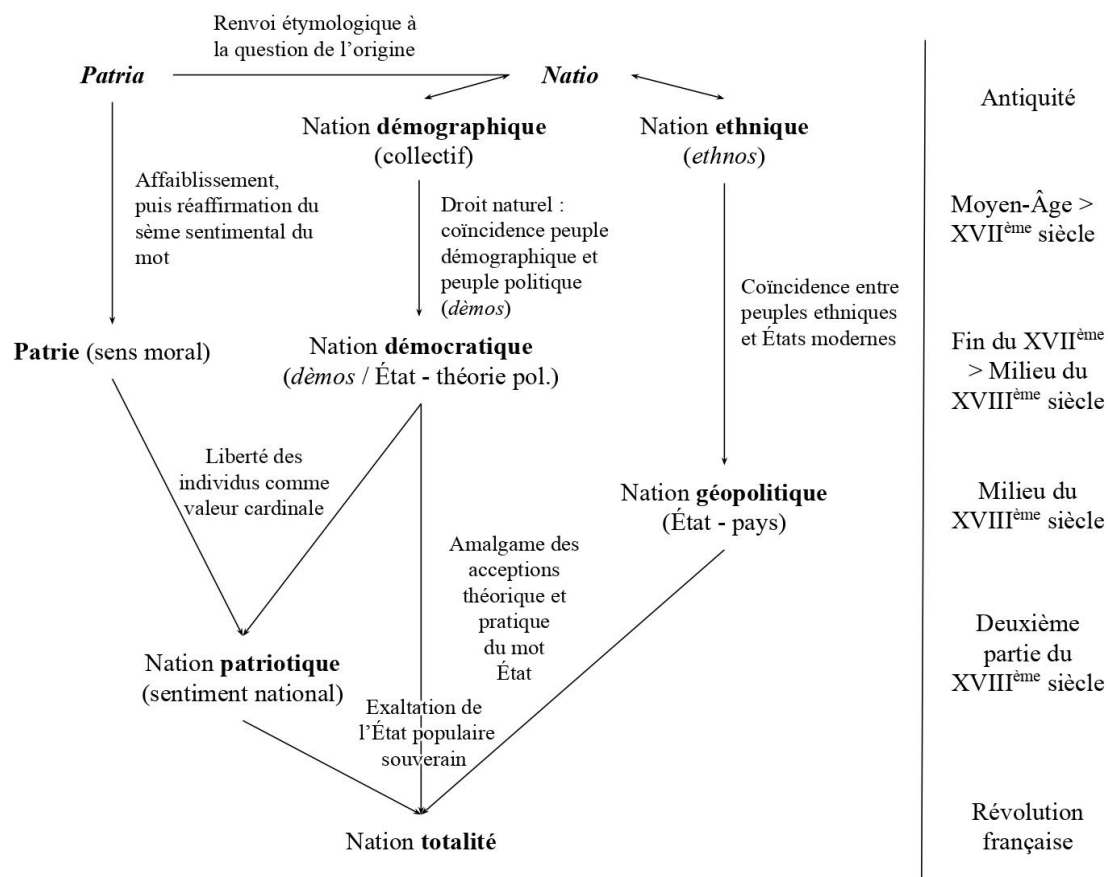 Renvoi étymologique à
la question de l’origine
Patria
Natio
Antiquité
Nation démographique
(collectif)
Nation ethnique
(ethnos)
Affaiblissement,
puis réaffirmation du
sème sentimental du
mot
Droit naturel :
coïncidence peuple
démographique et
peuple politique
(dèmos)
Moyen-Âge >
XVIIème siècle
Coïncidence entre
peuples ethniques
et États modernes
Patrie (sens moral)
Nation démocratique
(dèmos / État - théorie pol.)
Fin du XVIIème
> Milieu du
XVIIIème siècle
Liberté des
individus comme
valeur cardinale
Nation géopolitique
(État - pays)
Milieu du
XVIIIème siècle
Amalgame des
acceptions
théorique et
pratique
du mot
État
Nation patriotique
(sentiment national)
Deuxième
partie du
XVIIIème siècle
Exaltation de
l’État populaire
souverain
Nation totalité
Révolution
française